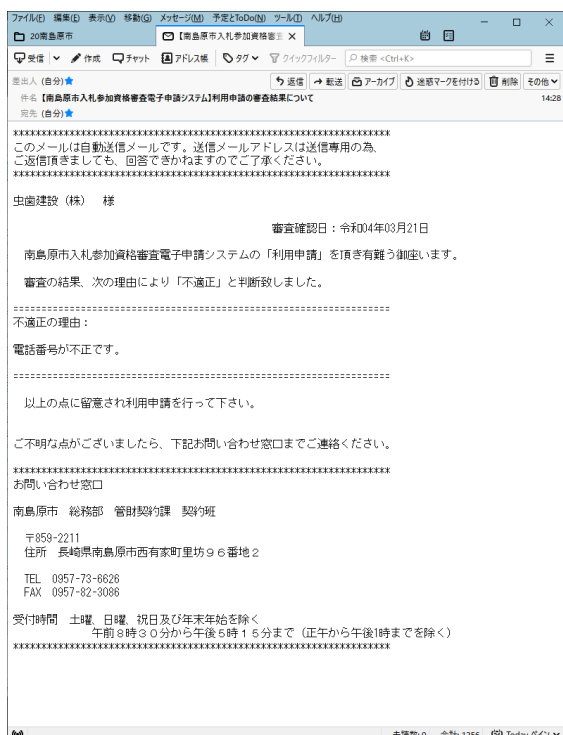 ファイル(F) 編集(E) 表示(V) 移動(G) メッセージ(M) 予定とToDo(N) ツール(T) ヘルプ(H)
20南島原市 【南島原市入札参加資格審
受信 作成 チャット アドレス帳 タグ クイックフィルター 検索 <Ctrl+K>
差出人 (自分) 返信 転送 アーカイブ 迷惑マークを付ける 削除 その他
件名 【南島原市入札参加資格審査電子申請システム】利用申請の審査結果について 14:28
宛先 (自分)
******************************************************************
このメールは自動送信メールです。送信メールアドレスは送信専用の為、
ご返信頂きましても、回答できかねますのでご了承ください。
******************************************************************
虫歯建設（株） 様
審査確認日：令和04年03月21日
南島原市入札参加資格審査電子申請システムの「利用申請」を頂き有難う御座います。
審査の結果、次の理由により「不適正」と判断致しました。
==================================================================
不適正の理由：
電話番号が不正です。
==================================================================
以上の点に留意され利用申請を行って下さい。
ご不明な点がございましたら、下記お問い合わせ窓口までご連絡ください。
******************************************************************
お問い合わせ窓口
南島原市 総務部 管財契約課 契約班
〒859-2211
住所 長崎県南島原市西有家町里坊９６番地２
TEL 0957-73-6626
FAX 0957-82-3086
受付時間 土曜、日曜、祝日及び年末年始を除く
午前８時３０分から午後５時１５分まで（正午から午後1時までを除く）
******************************************************************
未読数: 0 合計: 1256 Today ペイン